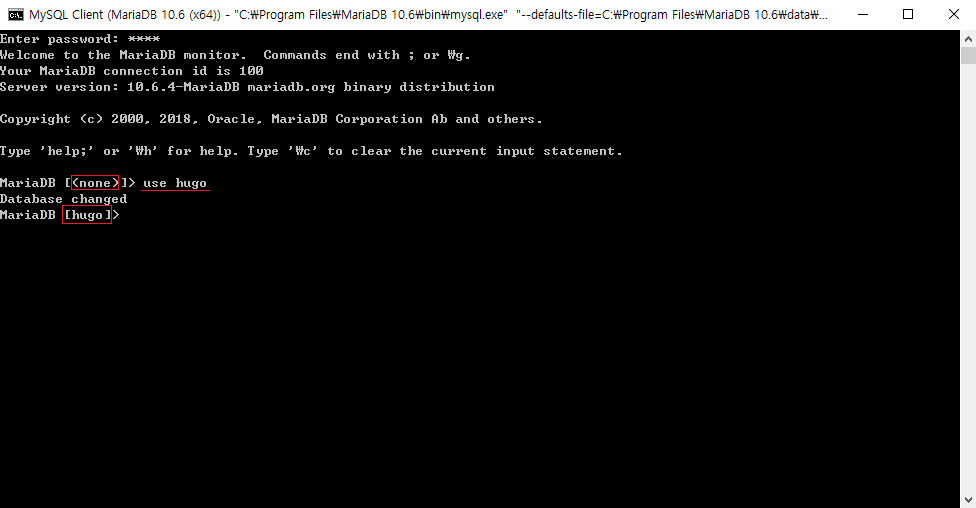 MySQL Client (MariaDB 10.6 (x64)) - "C:₩Program Files₩MariaDB 10.6₩bin₩mysql.exe" "--defaults-file=C:₩Program Files₩MariaDB 10.6₩data₩...
Enter password: ****
Welcome to the MariaDB monitor.  Commands end with ; or ₩g.
Your MariaDB connection id is 100
Server version: 10.6.4-MariaDB mariadb.org binary distribution
Copyright (c) 2000, 2018, Oracle, MariaDB Corporation Ab and others.
Type 'help;' or '₩h' for help. Type '₩c' to clear the current input statement.
MariaDB [(none)]> use hugo
Database changed
MariaDB [hugo]>